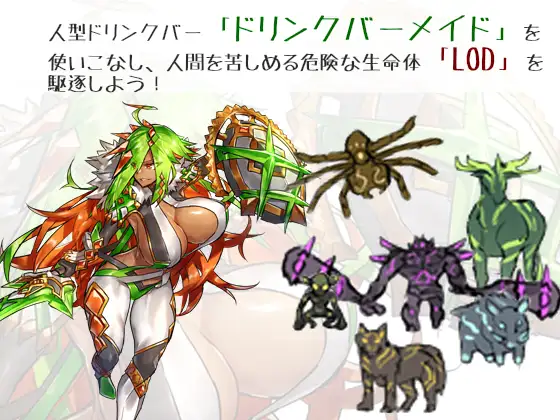 人型ドリンクバー「ドリンクバーメイド」を
使いこなし、人間を苦しめる危険な生命体「LOD」を
駆逐しよう！